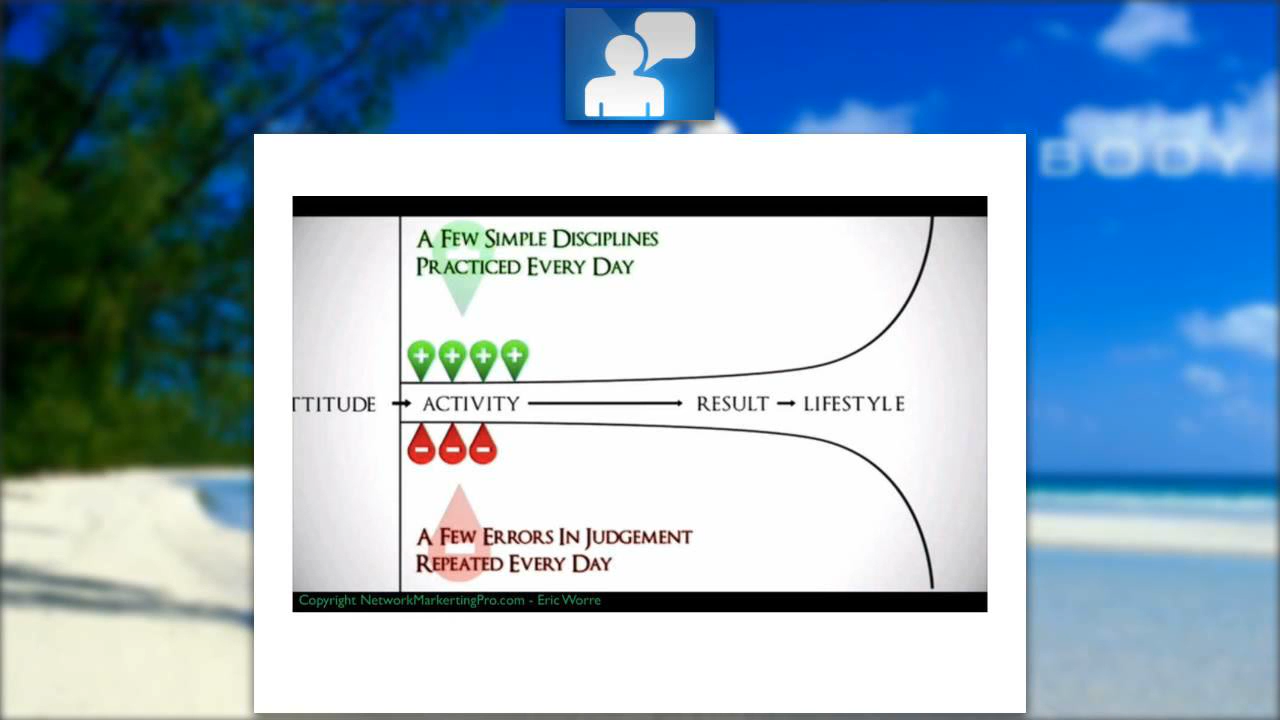 BODY
A FEW SIMPLE DISCIPLINES
PRACTICED EVERY DAY
TTITUDE → ACTIVITY → RESULT → LIFESTYLE
A FEW ERRORS IN JUDGEMENT
REPEATED EVERY DAY
Copyright NetworkMarkertingPro.com - Eric Worre